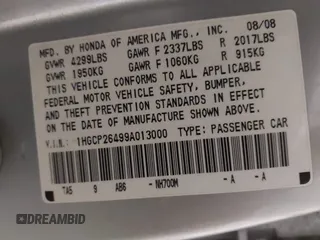 MFD. BY HONDA OF AMERICA MFG., INC. 08/08
GVWR 4299LBS GAWR F 2337LBS R 2017LBS
GVWR 1950KG GAWR F 1060KG R 915KG
THIS VEHICLE CONFORMS TO ALL APPLICABLE
FEDERAL MOTOR VEHICLE SAFETY, BUMPER,
AND THEFT PREVENTION STANDARDS IN EFFECT
ON THE DATE OF MANUFACTURE SHOWN ABOVE.
V.I.N.: 1HGCP26499A013000 TYPE: PASSENGER CAR
TA5 9 AB6 - NH700M - A - A
DREAMBID